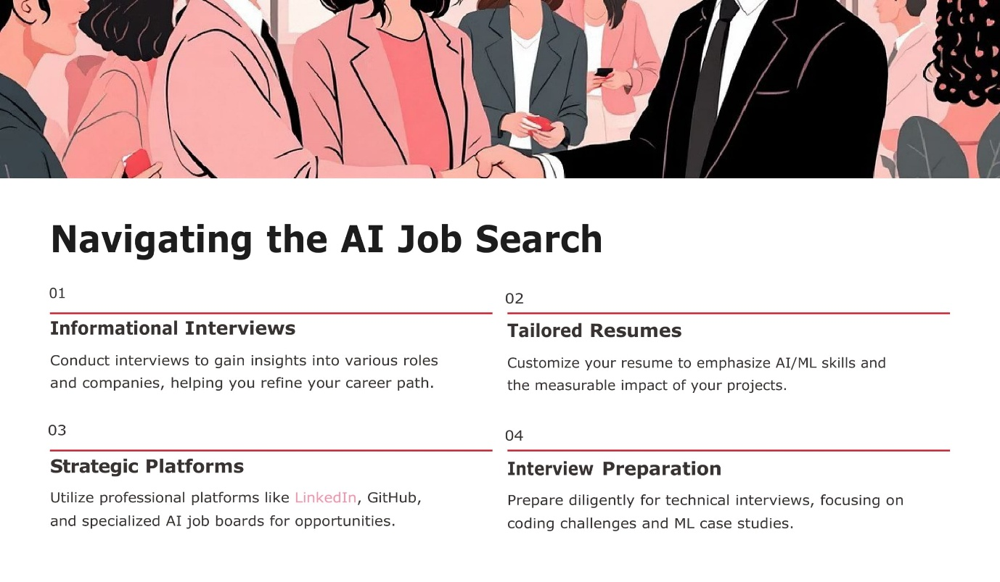 Navigating the AI Job Search
01
Informational Interviews
Conduct interviews to gain insights into various roles
and companies, helping you refine your career path.
02
Tailored Resumes
Customize your resume to emphasize AI/ML skills and
the measurable impact of your projects.
03
Strategic Platforms
Utilize professional platforms like LinkedIn, GitHub,
and specialized AI job boards for opportunities.
04
Interview Preparation
Prepare diligently for technical interviews, focusing on
coding challenges and ML case studies.